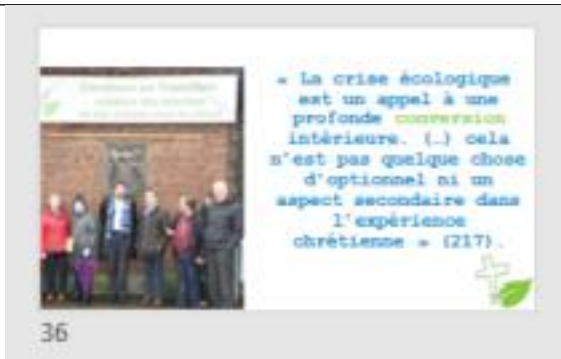 « La crise écologique
est un appel à une
profonde conversion
intérieure. (…) cela
n'est pas quelque chose
d'optionnel ni un
aspect secondaire dans
l'expérience
chrétienne » (217).
36